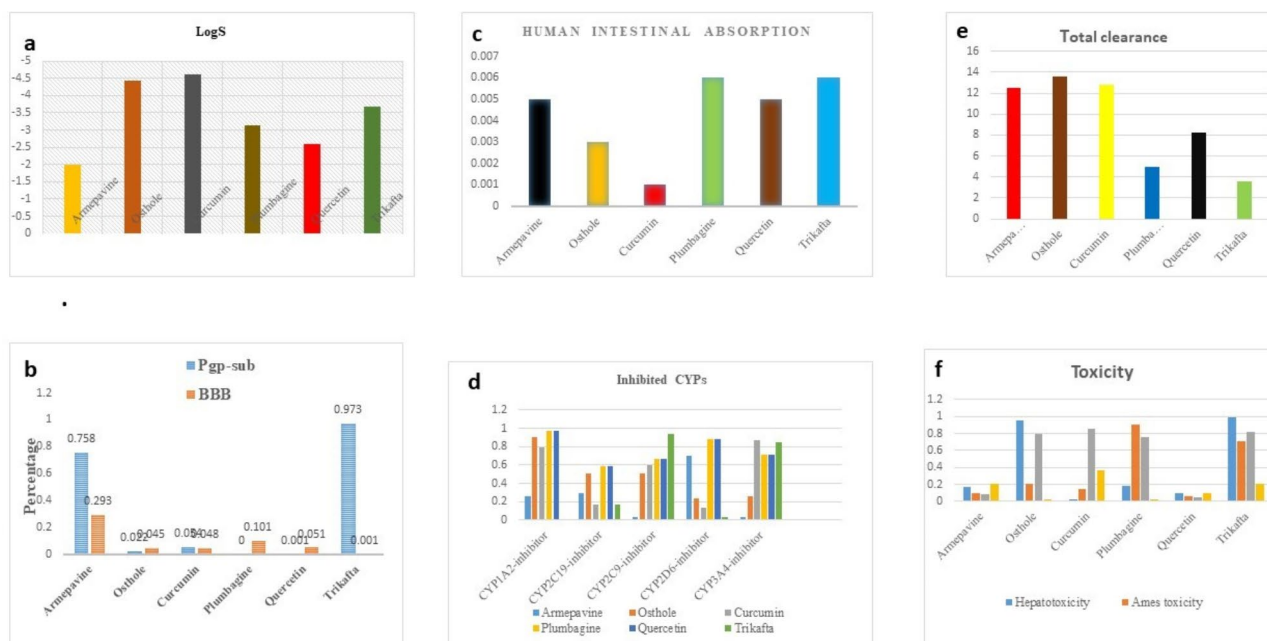 a
LogS
-5
-4.5
-4
-3.5
-3
-2.5
-2
-1.5
-1
-0.5
0
Armepavine
Osthole
Curcumin
Plumbagine
Quercetin
Trikafta
c
HUMAN INTESTINAL ABSORPTION
0.007
0.006
0.005
0.004
0.003
0.002
0.001
0
Armepavine
Osthole
Curcumin
Plumbagine
Quercetin
Trikafta
e
Total clearance
16
14
12
10
8
6
4
2
0
Armepa...
Osthole
Curcumin
Plumba...
Quercetin
Trikafta
.
b
Pgp-sub
BBB
Percentage
1.2
1
0.8
0.6
0.4
0.2
0
0.758
0.293
0.022
0.045
0.054
0.048
0
0.101
0.001
0.051
0.973
0.001
Armepavine
Osthole
Curcumin
Plumbagine
Quercetin
Trikafta
d
Inhibited CYPs
1.2
1
0.8
0.6
0.4
0.2
0
CYP1A2-inhibitor
CYP2C19-inhibitor
CYP2C9-inhibitor
CYP2D6-inhibitor
CYP3A4-inhibitor
Armepavine Osthole Curcumin
Plumbagine Quercetin Trikafta
f
Toxicity
1.2
1
0.8
0.6
0.4
0.2
0
Armepavine
Osthole
Curcumin
Plumbagine
Quercetin
Trikafta
Hepatotoxicity Ames toxicity